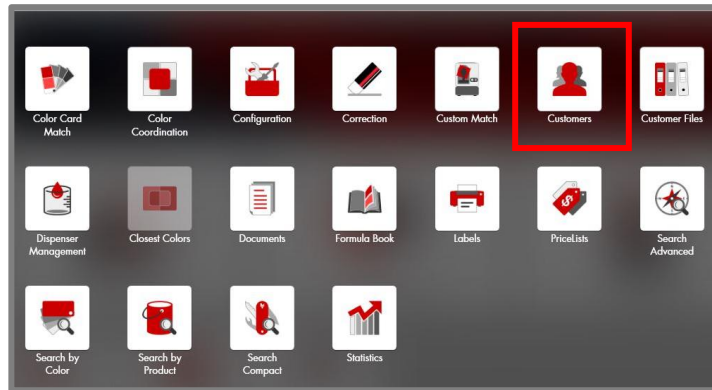 Color Card
Match
Color
Coordination
Configuration
Correction
Custom Match
Customers
Customer Files
Dispenser
Management
Closest Colors
Documents
Formula Book
Labels
PriceLists
Search
Advanced
Search by
Color
Search by
Product
Search
Compact
Statistics